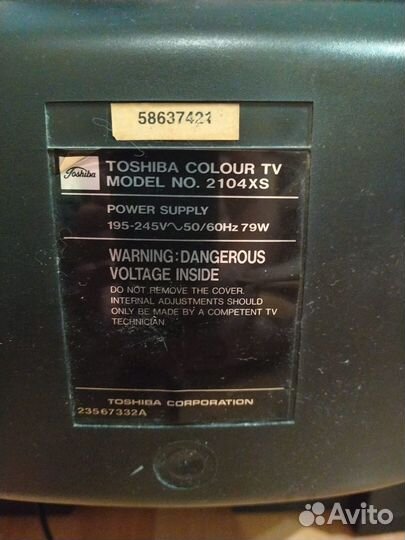 58637421
Toshiba
TOSHIBA COLOUR TV
MODEL NO. 2104XS
POWER SUPPLY
195-245V∿50/60Hz 79W
WARNING: DANGEROUS
VOLTAGE INSIDE
DO NOT REMOVE THE COVER.
INTERNAL ADJUSTMENTS SHOULD
ONLY BE MADE BY A COMPETENT TV
TECHNICIAN
TOSHIBA CORPORATION
23567332A
Avito